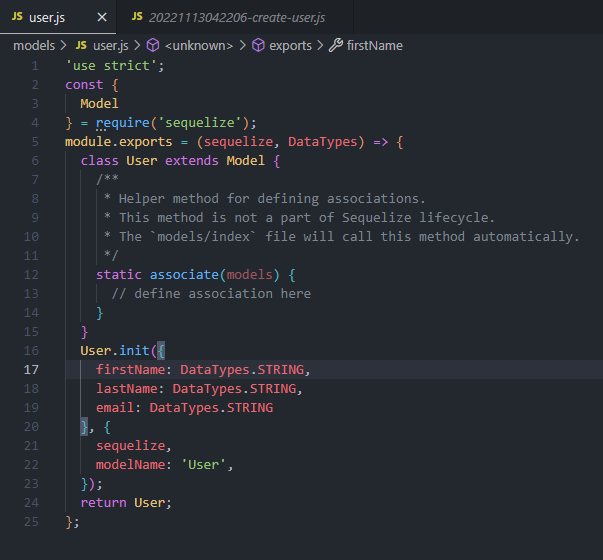 JS user.js × JS 20221113042206-create-user.js
models > JS user.js > <unknown> > exports > firstName
1 'use strict';
2 const {
3   Model
4 } = require('sequelize');
5 module.exports = (sequelize, DataTypes) => {
6   class User extends Model {
7     /**
8      * Helper method for defining associations.
9      * This method is not a part of Sequelize lifecycle.
10      * The `models/index` file will call this method automatically.
11      */
12     static associate(models) {
13       // define association here
14     }
15   }
16   User.init({
17     firstName: DataTypes.STRING,
18     lastName: DataTypes.STRING,
19     email: DataTypes.STRING
20   }, {
21     sequelize,
22     modelName: 'User',
23   });
24   return User;
25 };